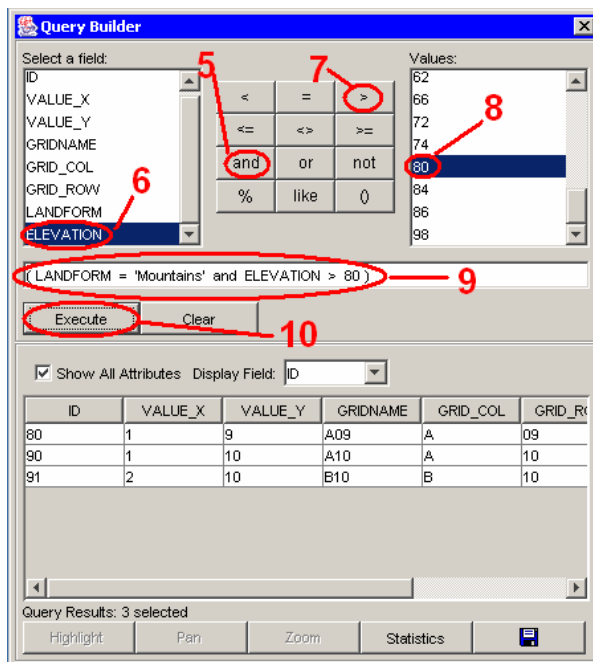 Query Builder
Select a field:
Values:
ID
VALUE_X
VALUE_Y
GRIDNAME
GRID_COL
GRID_ROW
LANDFORM
ELEVATION
5
7
< = >
<= <> >=
and or not
% like ()
62
66
72
74
80
84
86
98
8
6
( LANDFORM = 'Mountains' and ELEVATION > 80 )
9
Execute Clear
10
Show All Attributes Display Field: ID
ID VALUE_X VALUE_Y GRIDNAME GRID_COL GRID_R
80 1 9 A09 A 09
90 1 10 A10 A 10
91 2 10 B10 B 10
Query Results: 3 selected
Highlight Pan Zoom Statistics